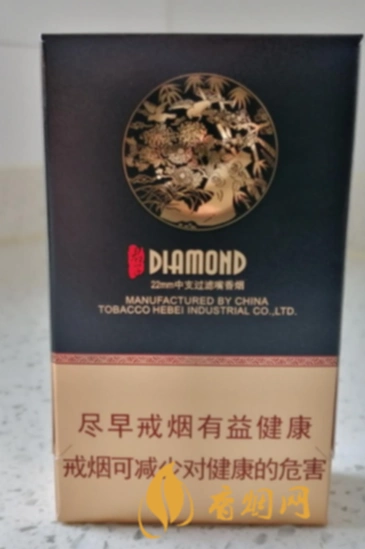 DIAMOND
22mm中支过滤嘴香烟
MANUFACTURED BY CHINA
TOBACCO HEBEI INDUSTRIAL CO.,LTD.
尽早戒烟有益健康
戒烟可减少对健康的危害
香烟网